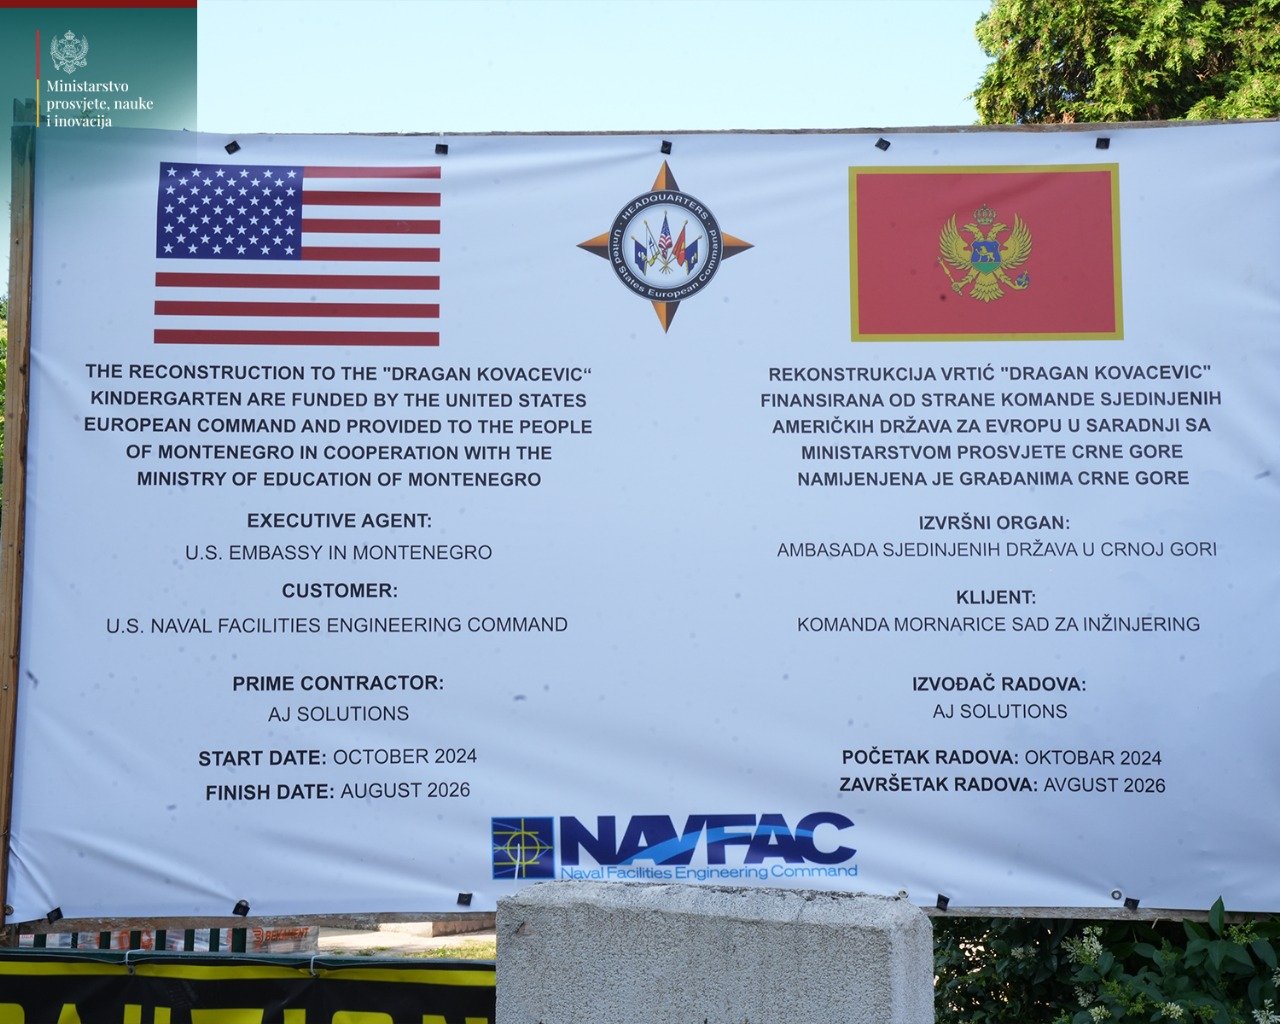 Ministarstvo
prosvjete, nauke
i inovacija
HEADQUARTERS
United States European Command
THE RECONSTRUCTION TO THE "DRAGAN KOVACEVIC“
KINDERGARTEN ARE FUNDED BY THE UNITED STATES
EUROPEAN COMMAND AND PROVIDED TO THE PEOPLE
OF MONTENEGRO IN COOPERATION WITH THE
MINISTRY OF EDUCATION OF MONTENEGRO
EXECUTIVE AGENT:
U.S. EMBASSY IN MONTENEGRO
CUSTOMER:
U.S. NAVAL FACILITIES ENGINEERING COMMAND
PRIME CONTRACTOR:
AJ SOLUTIONS
START DATE: OCTOBER 2024
FINISH DATE: AUGUST 2026
REKONSTRUKCIJA VRTIĆ "DRAGAN KOVACEVIC"
FINANSIRANA OD STRANE KOMANDE SJEDINJENIH
AMERIČKIH DRŽAVA ZA EVROPU U SARADNJI SA
MINISTARSTVOM PROSVJETE CRNE GORE
NAMIJENJENA JE GRAĐANIMA CRNE GORE
IZVRŠNI ORGAN:
AMBASADA SJEDINJENIH DRŽAVA U CRNOJ GORI
KLIJENT:
KOMANDA MORNARICE SAD ZA INŽINJERING
IZVOĐAČ RADOVA:
AJ SOLUTIONS
POČETAK RADOVA: OKTOBAR 2024
ZAVRŠETAK RADOVA: AVGUST 2026
NAVFAC
Naval Facilities Engineering Command
BEKAMENT